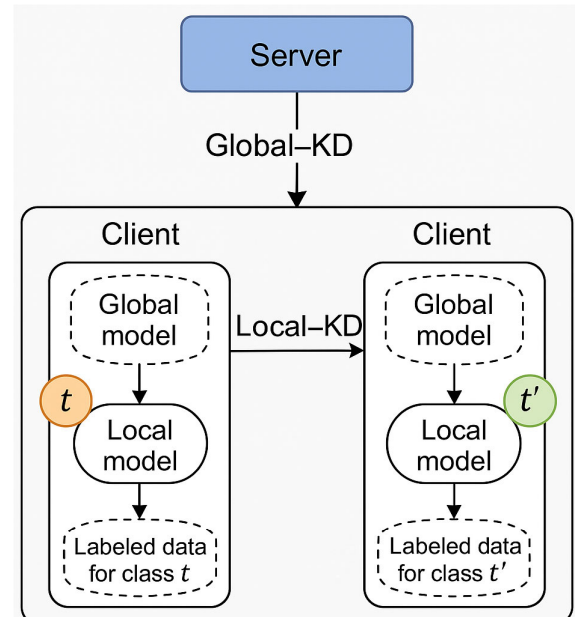 Server
Global–KD
Client
Client
Global
model
Global
model
Local–KD
t
t′
Local
model
Local
model
Labeled data
for class t
Labeled data
for class t′